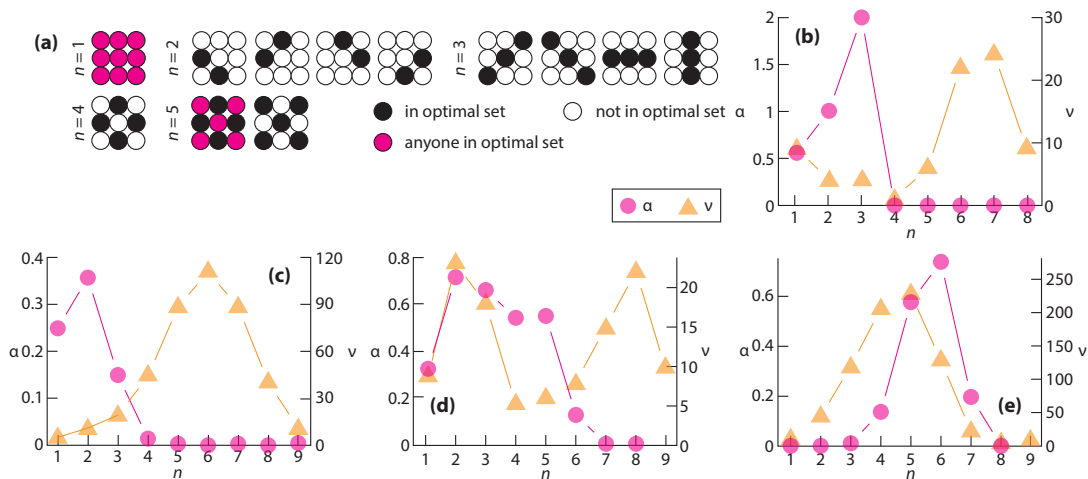 (a)
n = 1
n = 2
n = 3
n = 4
n = 5
in optimal set
not in optimal set
anyone in optimal set
α
ν
(b)
α
2
1.5
1
0.5
0
ν
30
20
10
0
1 2 3 4 5 6 7 8
n
(c)
α
0.4
0.3
0.2
0.1
0
ν
120
90
60
30
0
1 2 3 4 5 6 7 8 9
n
(d)
α
0.8
0.6
0.4
0.2
0
ν
20
15
10
5
0
1 2 3 4 5 6 7 8 9
n
(e)
α
0.6
0.4
0.2
0
ν
250
200
150
100
50
0
1 2 3 4 5 6 7 8 9
n